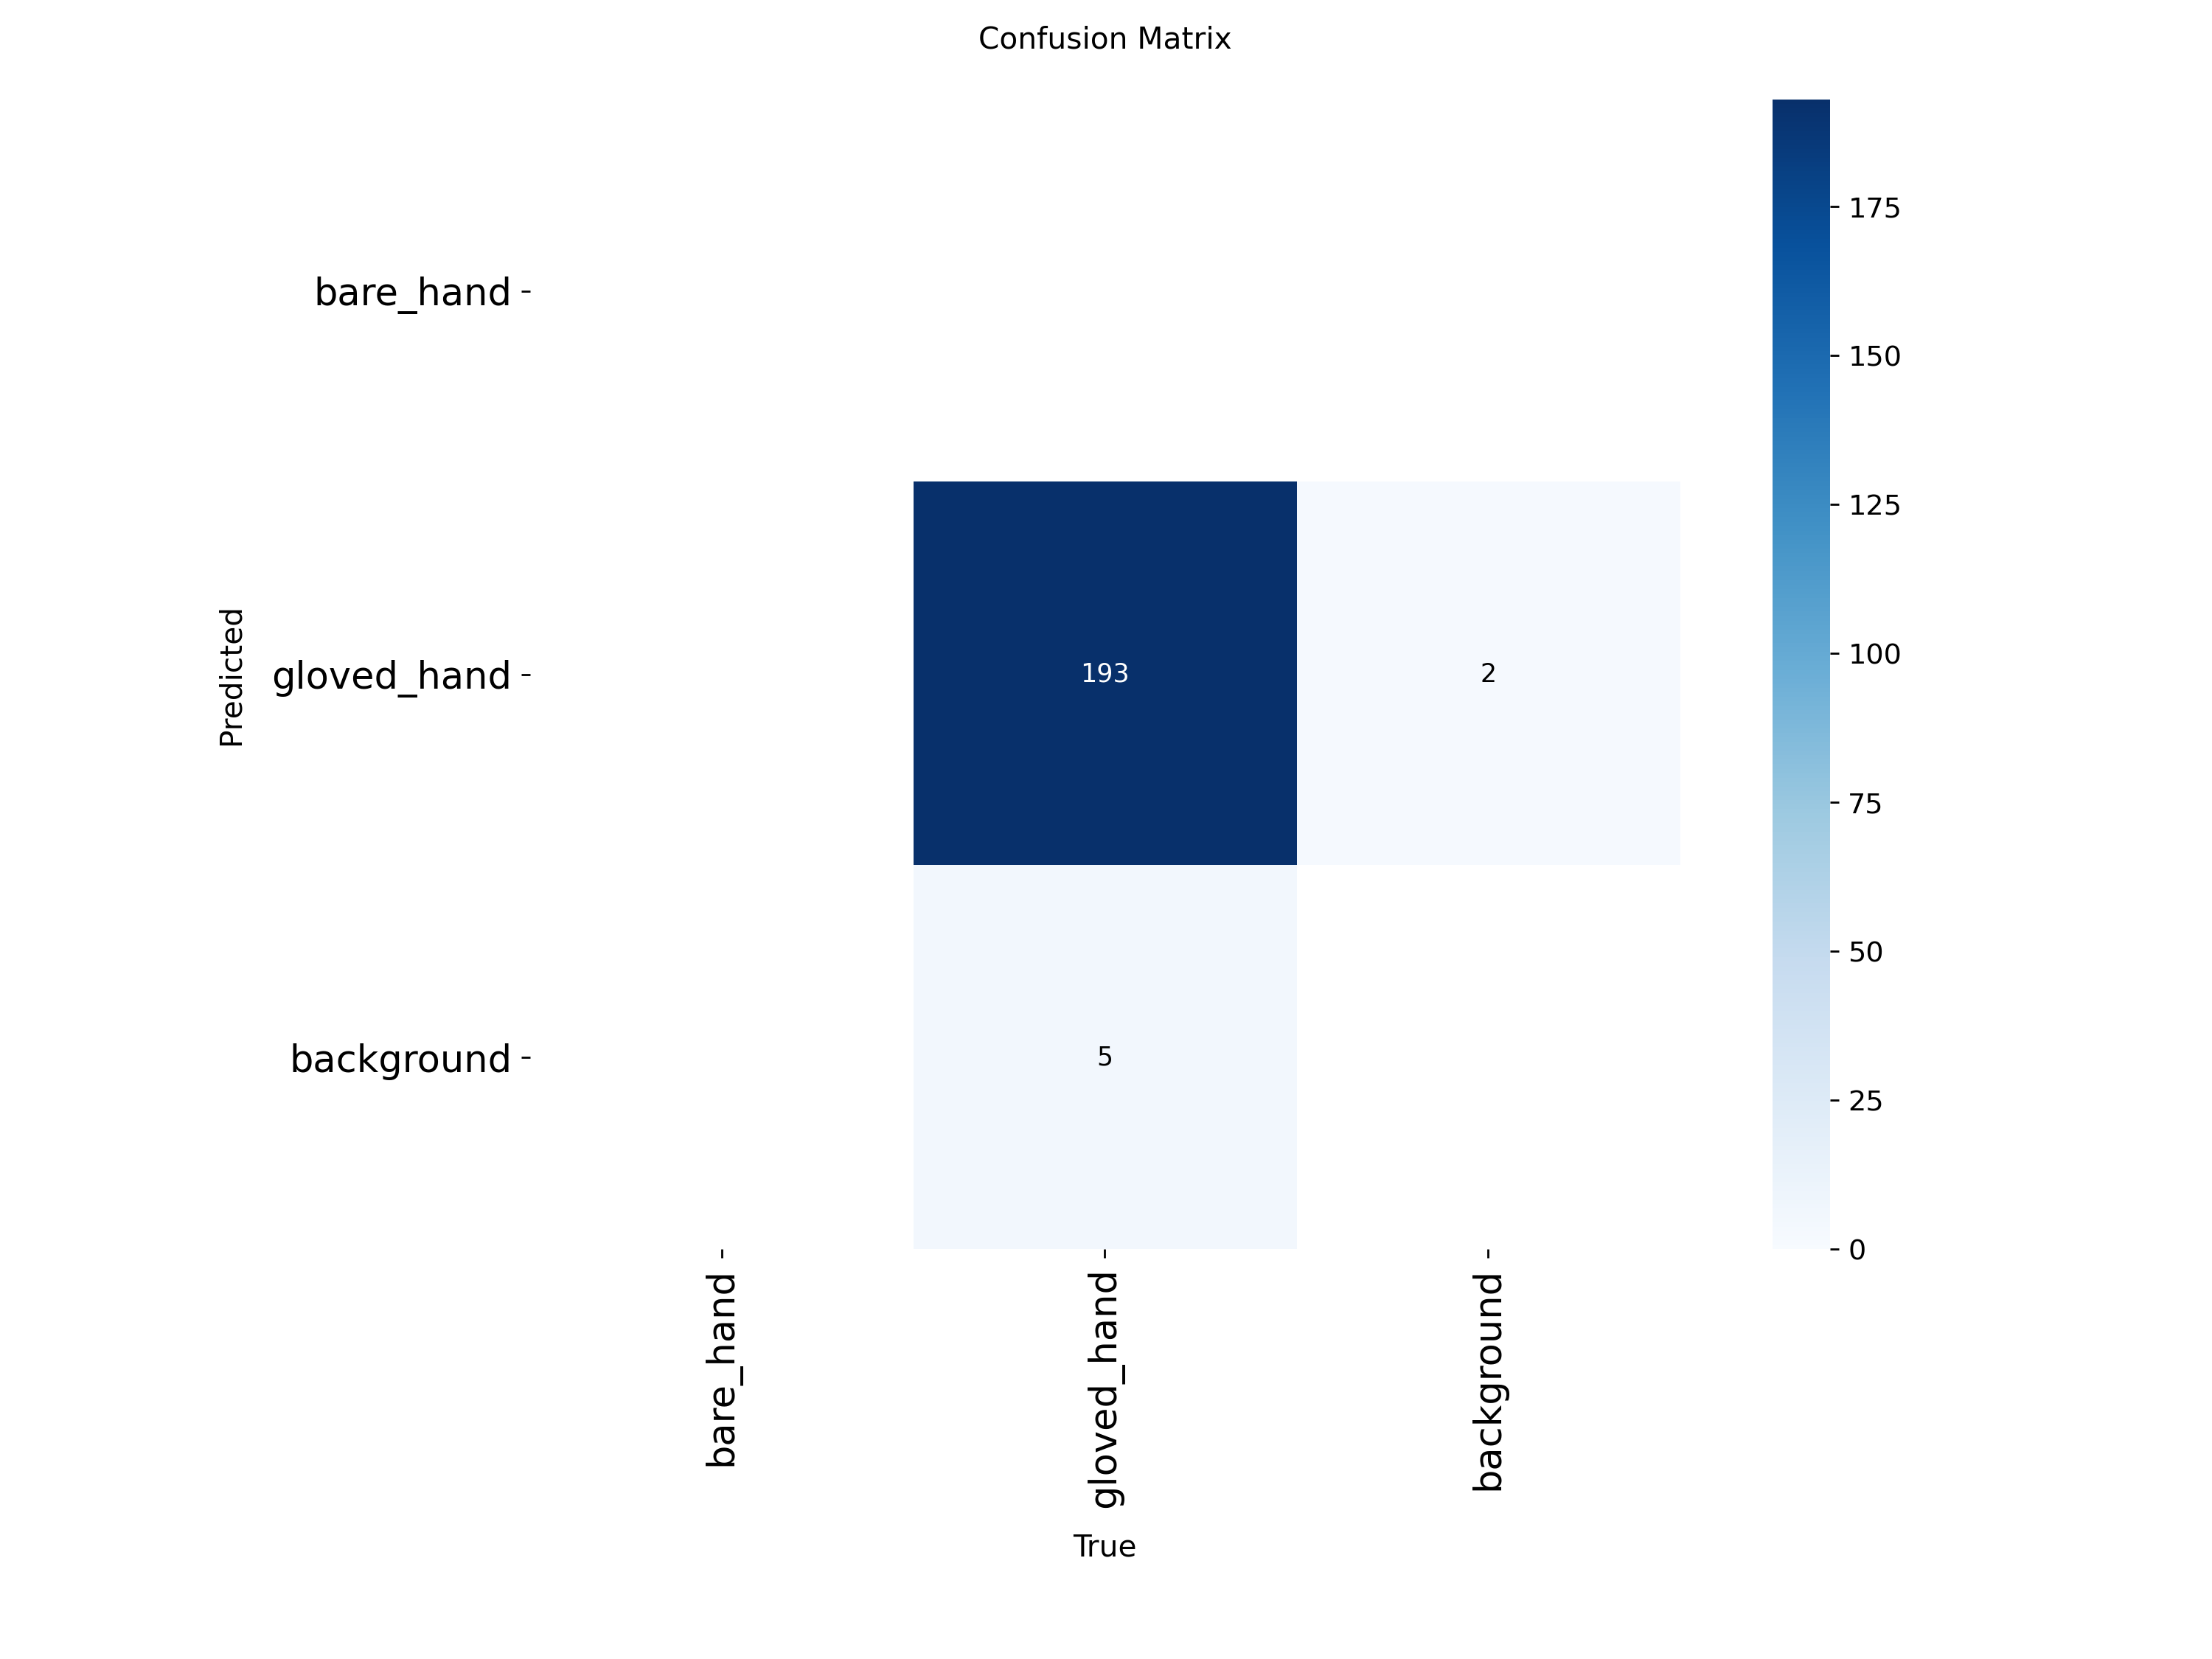 Confusion Matrix
175
bare_hand
150
125
Predicted
gloved_hand
193
2
100
75
50
background
5
25
0
bare_hand
gloved_hand
background
True